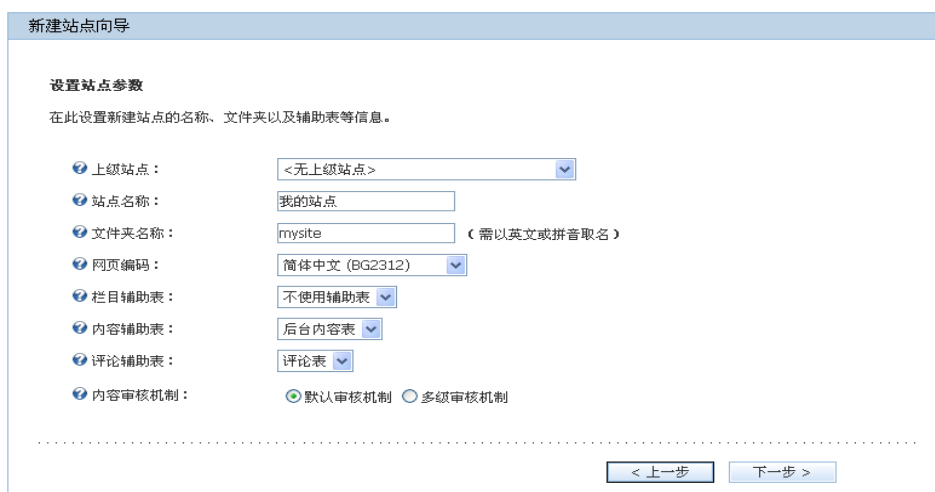 新建站点向导
设置站点参数
在此设置新建站点的名称、文件夹以及辅助表等信息。
上级站点： <无上级站点>
站点名称： 我的站点
文件夹名称： mysite （需以英文或拼音取名）
网页编码： 简体中文 (BG2312)
栏目辅助表： 不使用辅助表
内容辅助表： 后台内容表
评论辅助表： 评论表
内容审核机制： 默认审核机制 多级审核机制
< 上一步 下一步 >